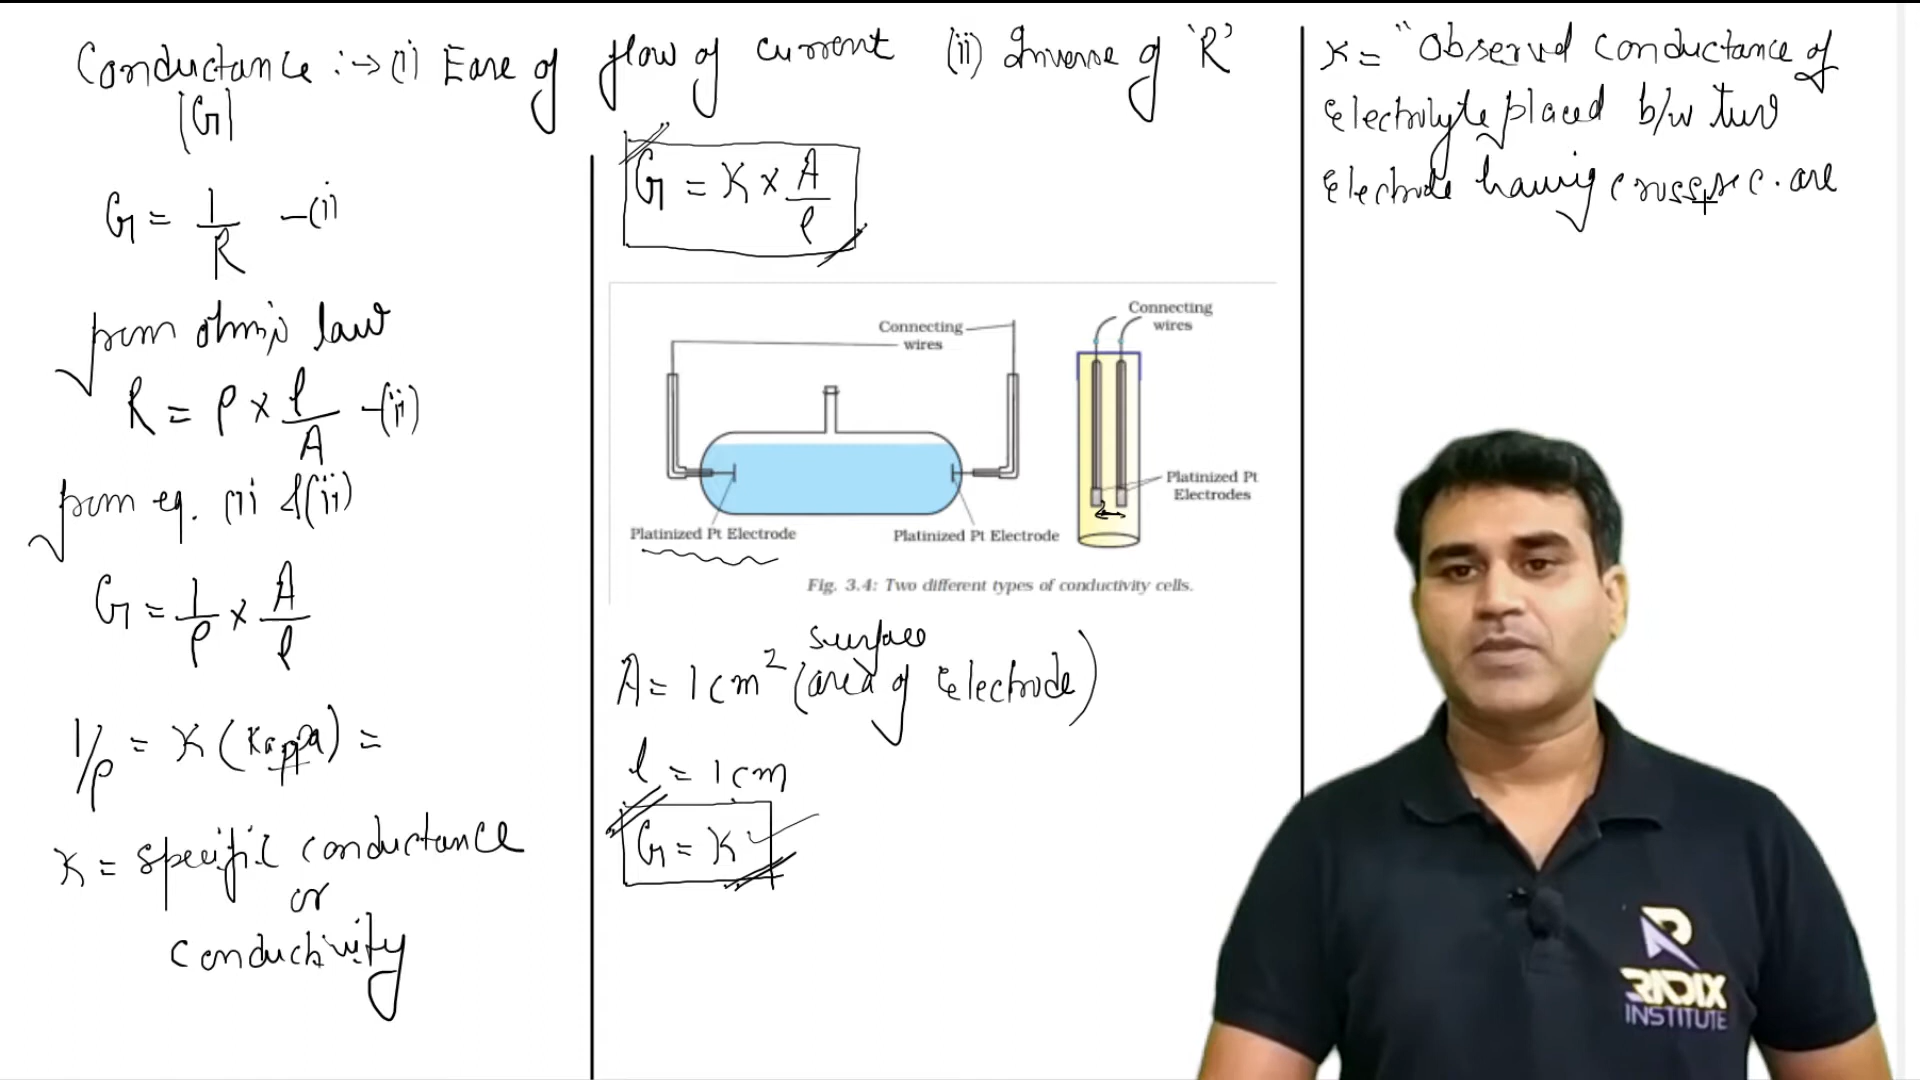 Conductance :→ (i) Ease of flow of current (ii) Inverse of 'R'
(G)
G = 1/R —(i)
from ohm's law
R = ρ × l/A —(ii)
from eq. (i) & (ii)
G = 1/ρ × A/l
1/ρ = K (Kappa) =
K = specific conductance
or
conductivity
G = K × A/l
Connecting
wires
Connecting
wires
Platinized Pt
Electrodes
Platinized Pt Electrode
Platinized Pt Electrode
Fig. 3.4: Two different types of conductivity cells.
surface
A = 1 cm² (area of Electrode)
l = 1 cm
G = K
K = "Observed conductance of
Electrolyte placed b/w two
Electrode having cross sec. are
RADIX
INSTITUTE